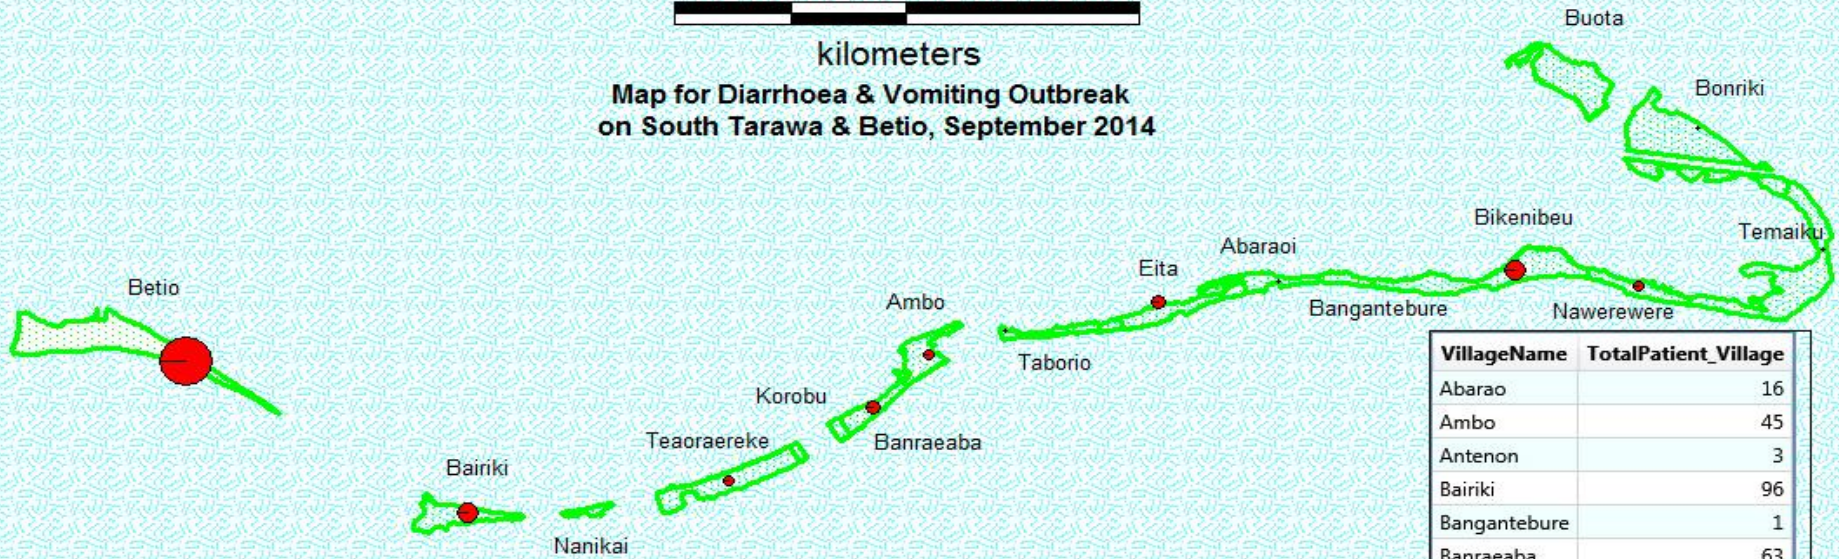 kilometers
Map for Diarrhoea & Vomiting Outbreak
on South Tarawa & Betio, September 2014
Buota
Bonriki
Bikenibeu
Temaiku
Abaraoi
Eita
Betio
Ambo
Bangantebure
Nawerewere
Taborio
Korobu
Teaoraereke
Banraeaba
Bairiki
Nanikai
VillageName TotalPatient_Village
Abarao 16
Ambo 45
Antenon 3
Bairiki 96
Bangantebure 1
Banraeaba 63